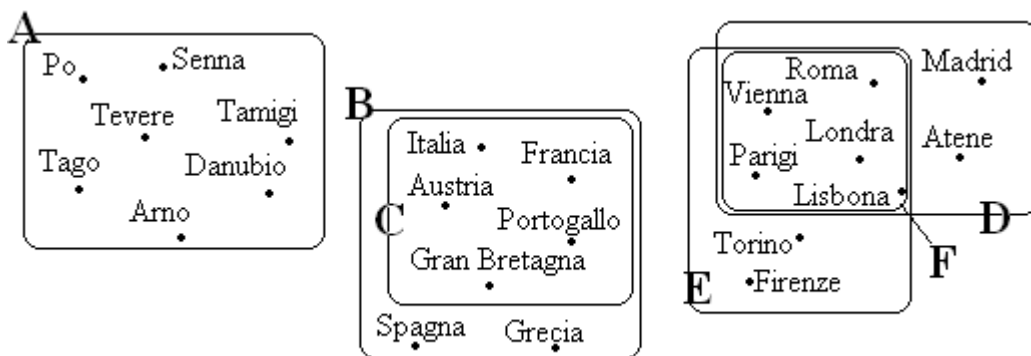 A
Po
Senna
Tevere
Tamigi
Tago
Danubio
Arno
B
Italia
Francia
Austria
C
Portogallo
Gran Bretagna
Spagna
Grecia
Roma
Madrid
Vienna
Londra
Atene
Parigi
Lisbona
D
Torino
F
E
Firenze